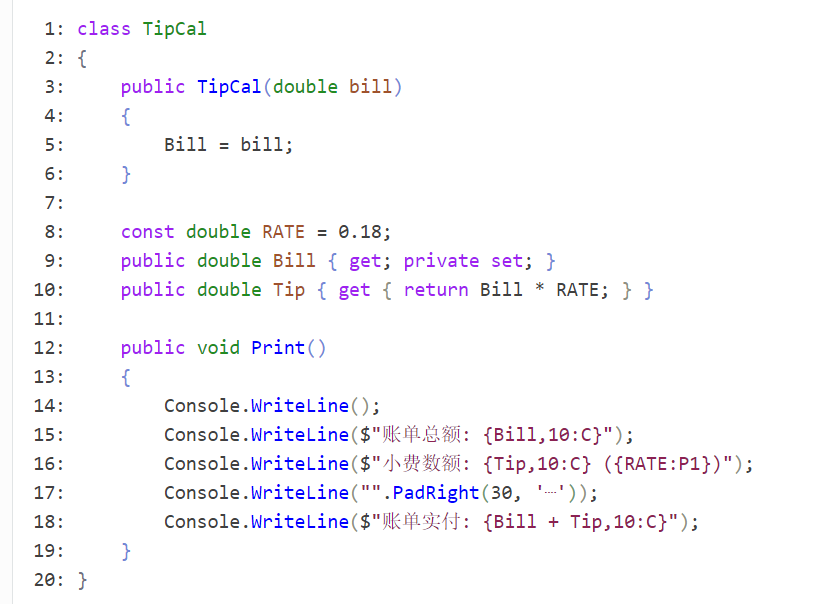 1: class TipCal
2: {
3:     public TipCal(double bill)
4:     {
5:         Bill = bill;
6:     }
7:
8:     const double RATE = 0.18;
9:     public double Bill { get; private set; }
10:     public double Tip { get { return Bill * RATE; } }
11:
12:     public void Print()
13:     {
14:         Console.WriteLine();
15:         Console.WriteLine($"账单总额: {Bill,10:C}");
16:         Console.WriteLine($"小费数额: {Tip,10:C} ({RATE:P1})");
17:         Console.WriteLine("".PadRight(30, '┈'));
18:         Console.WriteLine($"账单实付: {Bill + Tip,10:C}");
19:     }
20: }